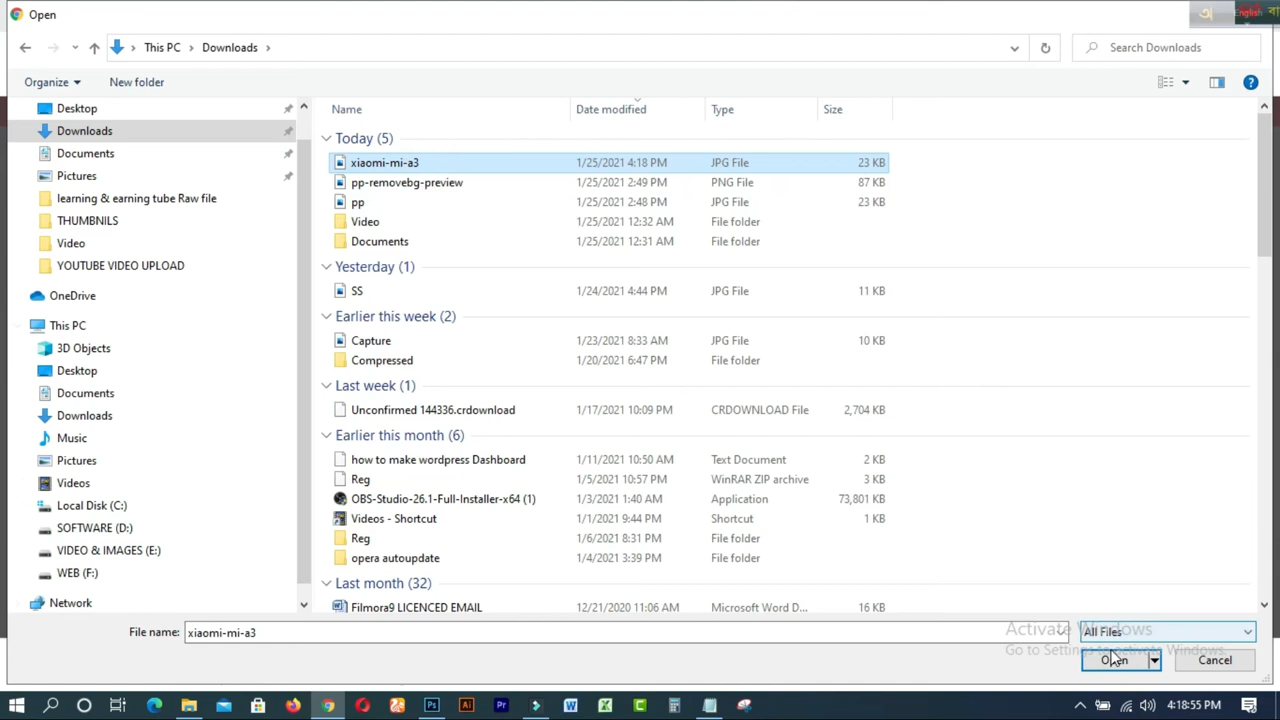 Open
এ English বা
This PC Downloads
Search Downloads
Organize New folder
Desktop
Downloads
Documents
Pictures
learning & earning tube Raw file
THUMBNILS
Video
YOUTUBE VIDEO UPLOAD
OneDrive
This PC
3D Objects
Desktop
Documents
Downloads
Music
Pictures
Videos
Local Disk (C:)
SOFTWARE (D:)
VIDEO & IMAGES (E:)
WEB (F:)
Network
Name Date modified Type Size
Today (5)
xiaomi-mi-a3 1/25/2021 4:18 PM JPG File 23 KB
pp-removebg-preview 1/25/2021 2:49 PM PNG File 87 KB
pp 1/25/2021 2:48 PM JPG File 23 KB
Video 1/25/2021 12:32 AM File folder
Documents 1/25/2021 12:31 AM File folder
Yesterday (1)
SS 1/24/2021 4:44 PM JPG File 11 KB
Earlier this week (2)
Capture 1/23/2021 8:33 AM JPG File 10 KB
Compressed 1/20/2021 6:47 PM File folder
Last week (1)
Unconfirmed 144336.crdownload 1/17/2021 10:09 PM CRDOWNLOAD File 2,704 KB
Earlier this month (6)
how to make wordpress Dashboard 1/11/2021 10:50 AM Text Document 2 KB
Reg 1/5/2021 10:57 PM WinRAR ZIP archive 3 KB
OBS-Studio-26.1-Full-Installer-x64 (1) 1/3/2021 1:40 AM Application 73,801 KB
Videos - Shortcut 1/1/2021 9:44 PM Shortcut 1 KB
Reg 1/6/2021 8:31 PM File folder
opera autoupdate 1/4/2021 3:39 PM File folder
Last month (32)
Filmora9 LICENCED EMAIL 12/21/2020 11:06 AM Microsoft Word D... 16 KB
File name: xiaomi-mi-a3 All Files
Activate Windows
Go to Settings to activate Windows.
Open Cancel
4:18:55 PM